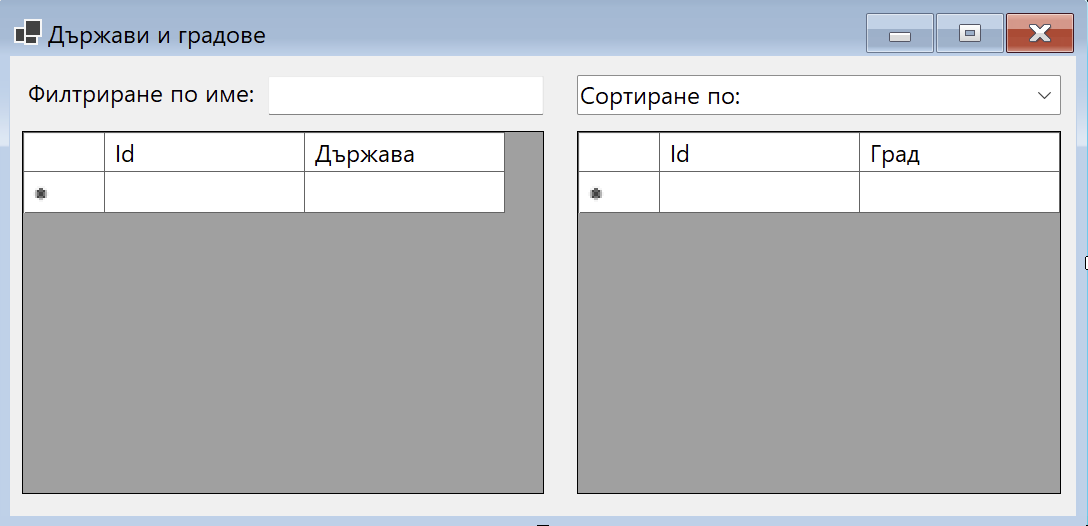 Държави и градове
Филтриране по име:
Сортиране по:
Id Държава
Id Град